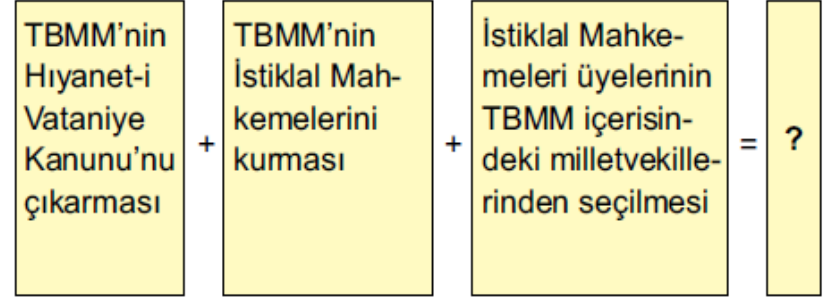 TBMM'nin
Hıyanet-i
Vataniye
Kanunu'nu
çıkarması
+
TBMM'nin
İstiklal Mah-
kemelerini
kurması
+
İstiklal Mahke-
meleri üyelerinin
TBMM içerisin-
deki milletvekille-
rinden seçilmesi
=
?